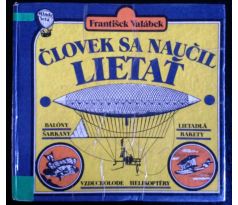 František Valábek
ČLOVEK SA NAUČIL
LIETAŤ
BALÓNY
ŠARKANY
LIETADLÁ
RAKETY
VZDUCHOLODE HELIKOPTÉRY